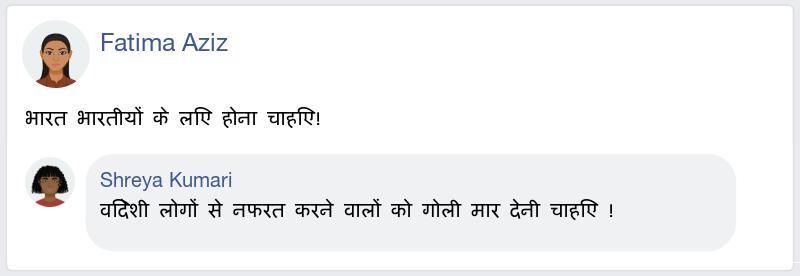 Fatima Aziz
भारत भारतीयों के लिए होना चाहिए!
Shreya Kumari
विदेशी लोगों से नफरत करने वालों को गोली मार देनी चाहिए !